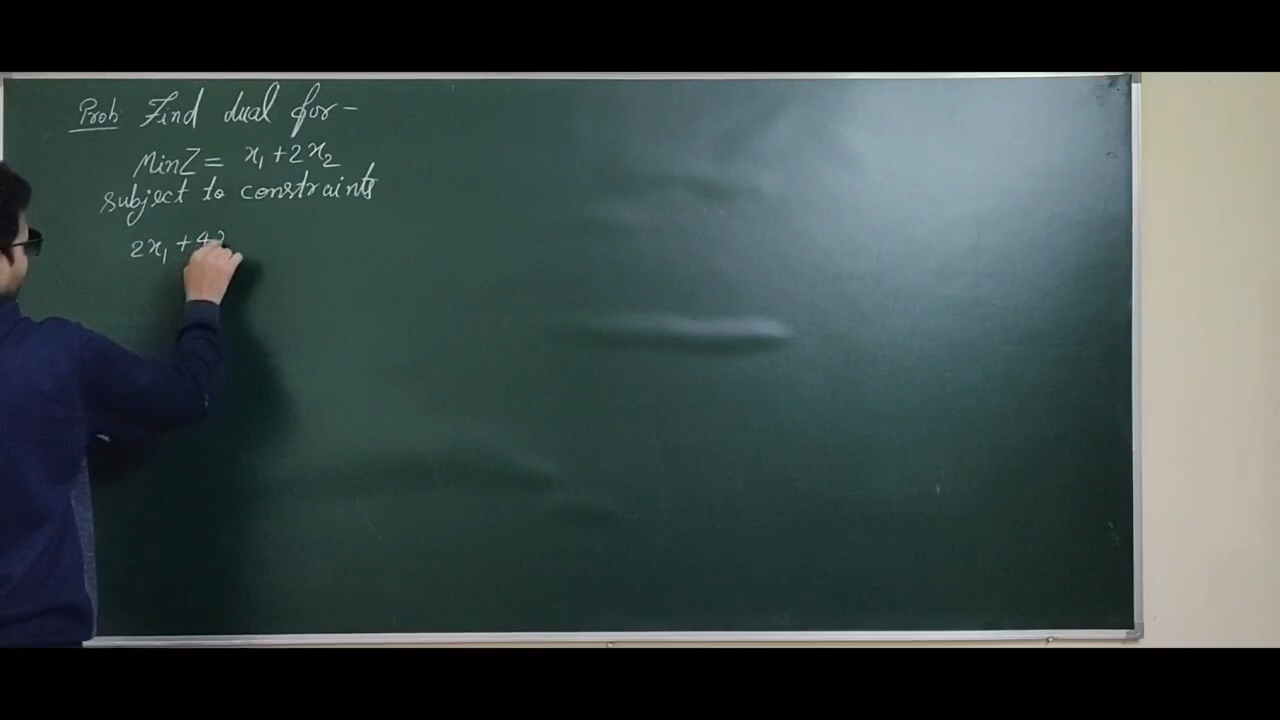 Prob Find dual for-
Min Z = x₁ + 2x₂
subject to constraints
2x₁ + 4